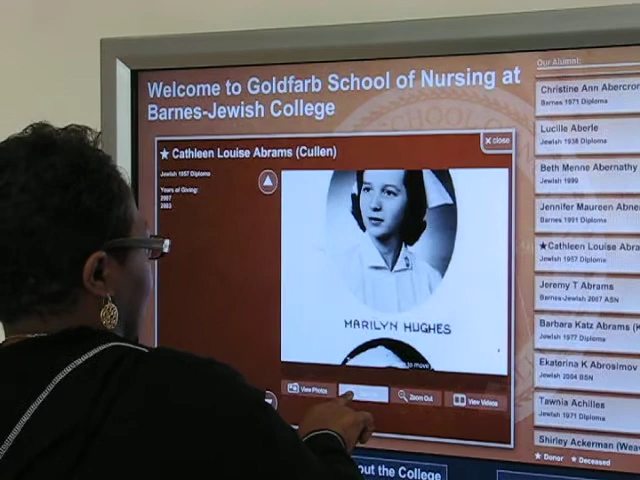 Welcome to Goldfarb School of Nursing at
Barnes-Jewish College
★ Cathleen Louise Abrams (Cullen)
X close
Jewish 1957 Diploma
Years of Giving:
2007
2003
MARILYN HUGHES
to move
View Photos
Zoom Out
View Videos
out the College
Our Alumni:
Christine Ann Abercror
Barnes 1971 Diploma
Lucille Aberle
Jewish 1938 Diploma
Beth Menne Abernathy
Jewish 1999
Jennifer Maureen Abne
Barnes 1991 Diploma
★Cathleen Louise Abra
Jewish 1957 Diploma
Jeremy T Abrams
Barnes-Jewish 2007 ASN
Barbara Katz Abrams (K
Jewish 1977 Diploma
Ekaterina K Abrosimov
Jewish 2004 BSN
Tawnia Achilles
Jewish 1971 Diploma
Shirley Ackerman (Weav
★ Donor ★ Deceased